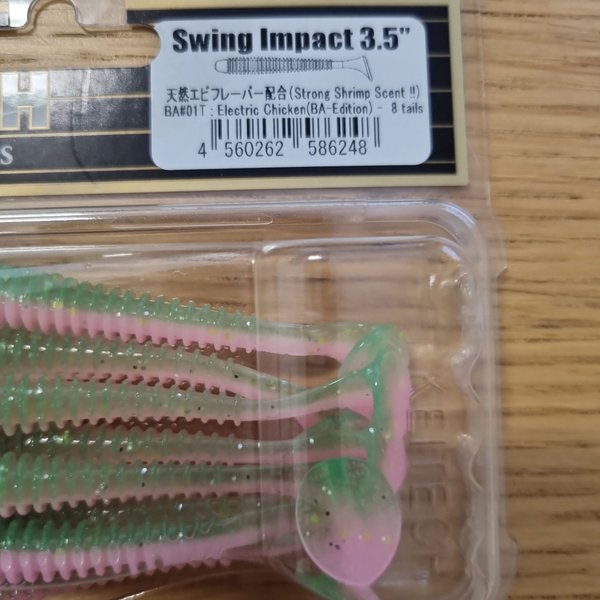 Swing Impact 3.5"
天然エビフレーバー配合(Strong Shrimp Scent !!)
BA#01T : Electric Chicken(BA-Edition) - 8 tails
4 560262 586248
H
S